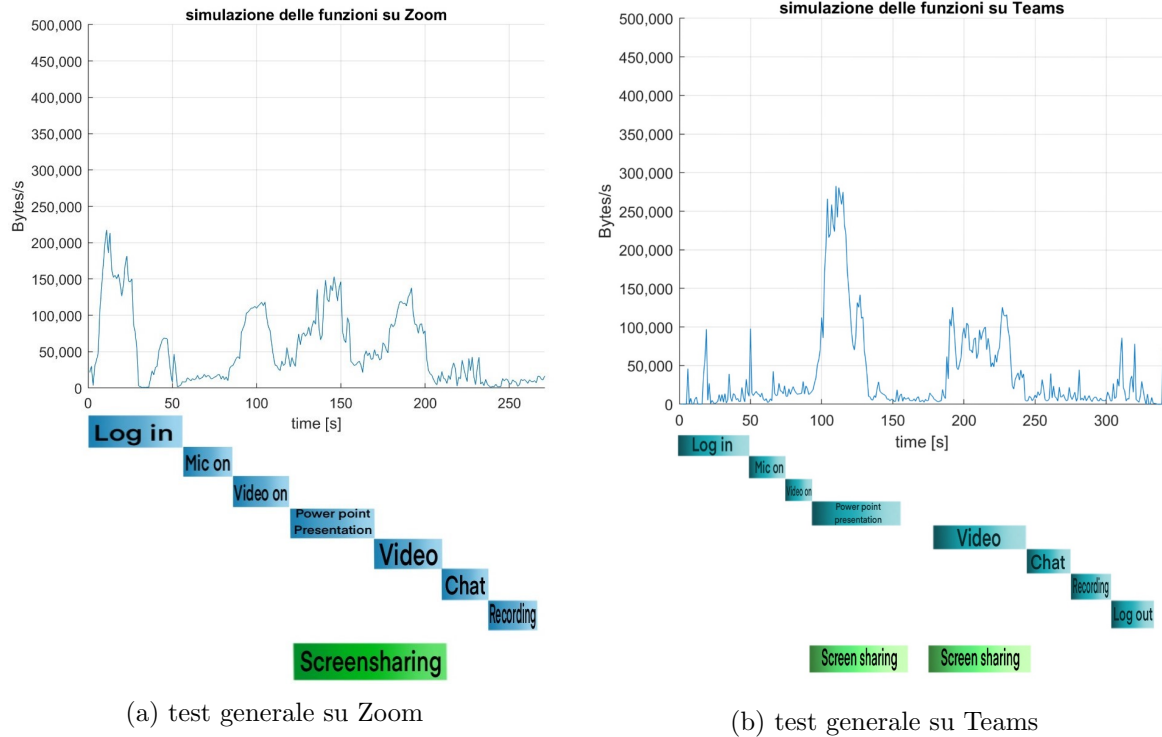 simulazione delle funzioni su Zoom
500,000
450,000
400,000
350,000
300,000
250,000
200,000
150,000
100,000
50,000
0
Bytes/s
0
50
100
150
200
250
time [s]
Log in
Mic on
Video on
Power point
Presentation
Video
Chat
Recording
Screensharing
(a) test generale su Zoom
simulazione delle funzioni su Teams
500,000
450,000
400,000
350,000
300,000
250,000
200,000
150,000
100,000
50,000
0
Bytes/s
0
50
100
150
200
250
300
time [s]
Log in
Mic on
Video on
Power point
presentation
Video
Chat
Recording
Log out
Screen sharing
Screen sharing
(b) test generale su Teams